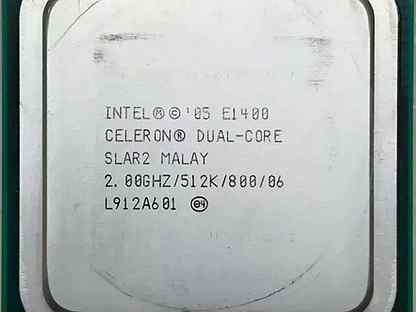 INTEL®©'05 E1400
CELERON® DUAL-CORE
SLAR2 MALAY
2.00GHZ/512K/800/06
L912A601 e4